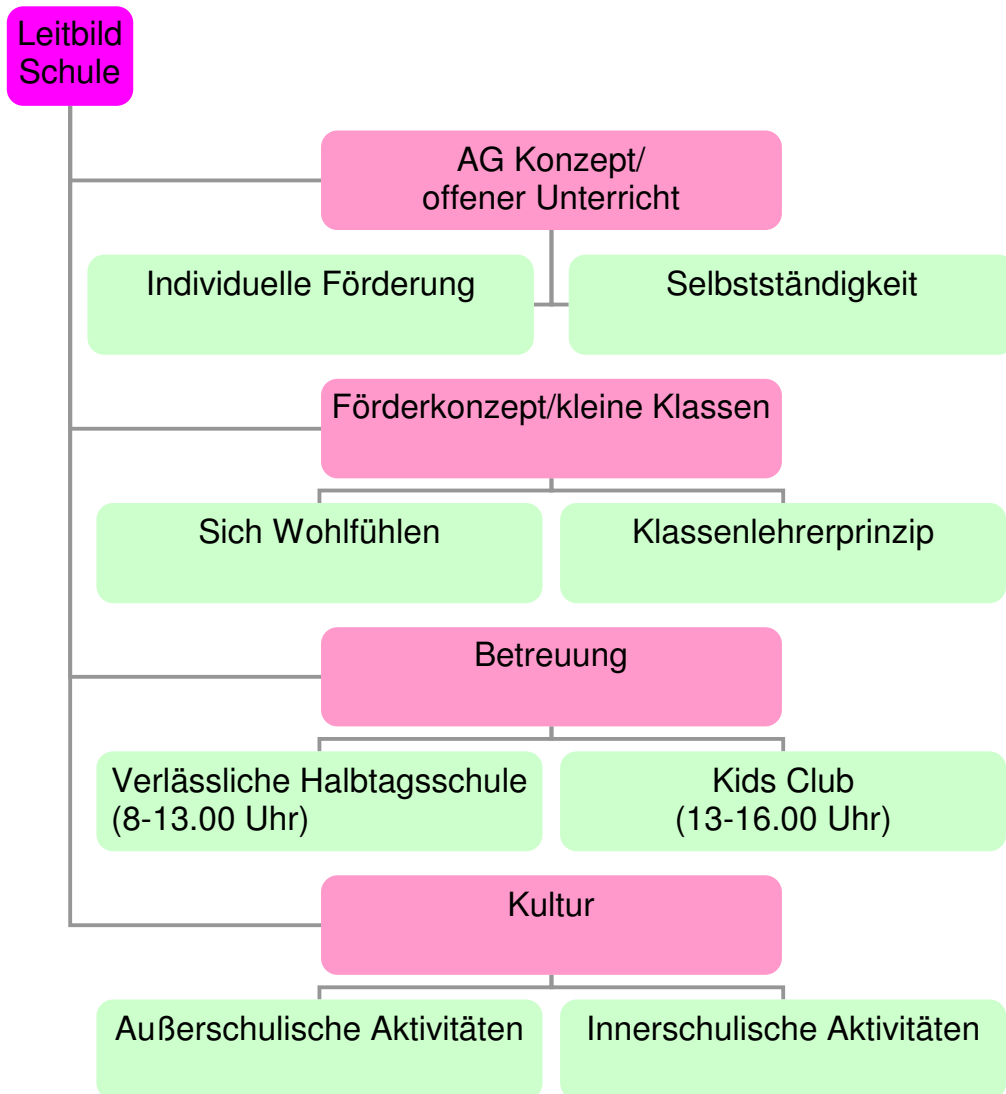 Leitbild
Schule
AG Konzept/
offener Unterricht
Individuelle Förderung
Selbstständigkeit
Förderkonzept/kleine Klassen
Sich Wohlfühlen
Klassenlehrerprinzip
Betreuung
Verlässliche Halbtagsschule
(8-13.00 Uhr)
Kids Club
(13-16.00 Uhr)
Kultur
Außerschulische Aktivitäten
Innerschulische Aktivitäten